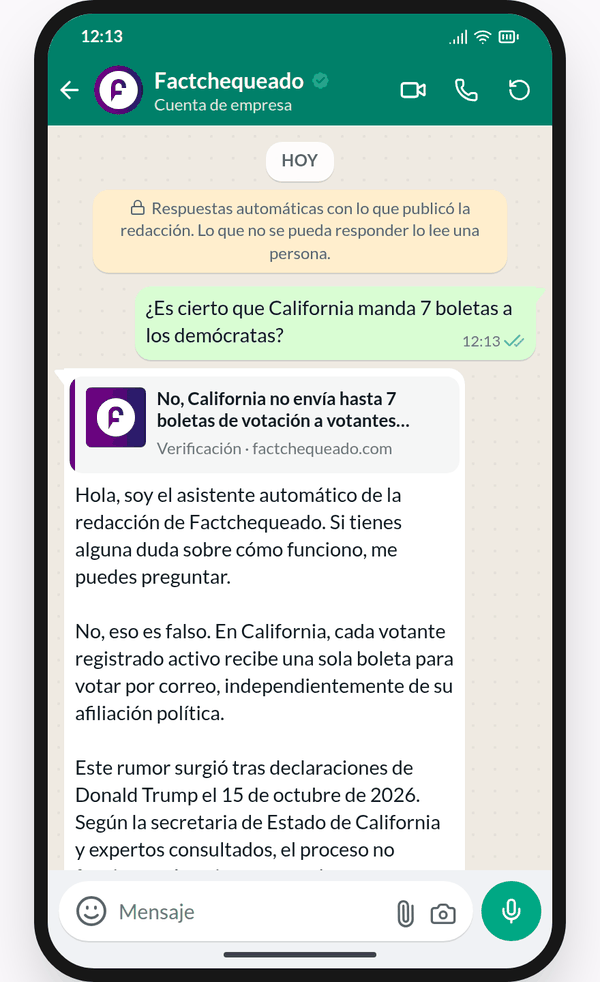 12:13
Factchequeado
Cuenta de empresa
HOY
Respuestas automáticas con lo que publicó la
redacción. Lo que no se pueda responder lo lee una
persona.
¿Es cierto que California manda 7 boletas a
los demócratas?
12:13
No, California no envía hasta 7
boletas de votación a votantes...
Verificación · factchequeado.com
Hola, soy el asistente automático de la
redacción de Factchequeado. Si tienes
alguna duda sobre cómo funciono, me
puedes preguntar.
No, eso es falso. En California, cada votante
registrado activo recibe una sola boleta para
votar por correo, independientemente de su
afiliación política.
Este rumor surgió tras declaraciones de
Donald Trump el 15 de octubre de 2026.
Según la secretaria de Estado de California
y expertos consultados, el proceso no
Mensaje